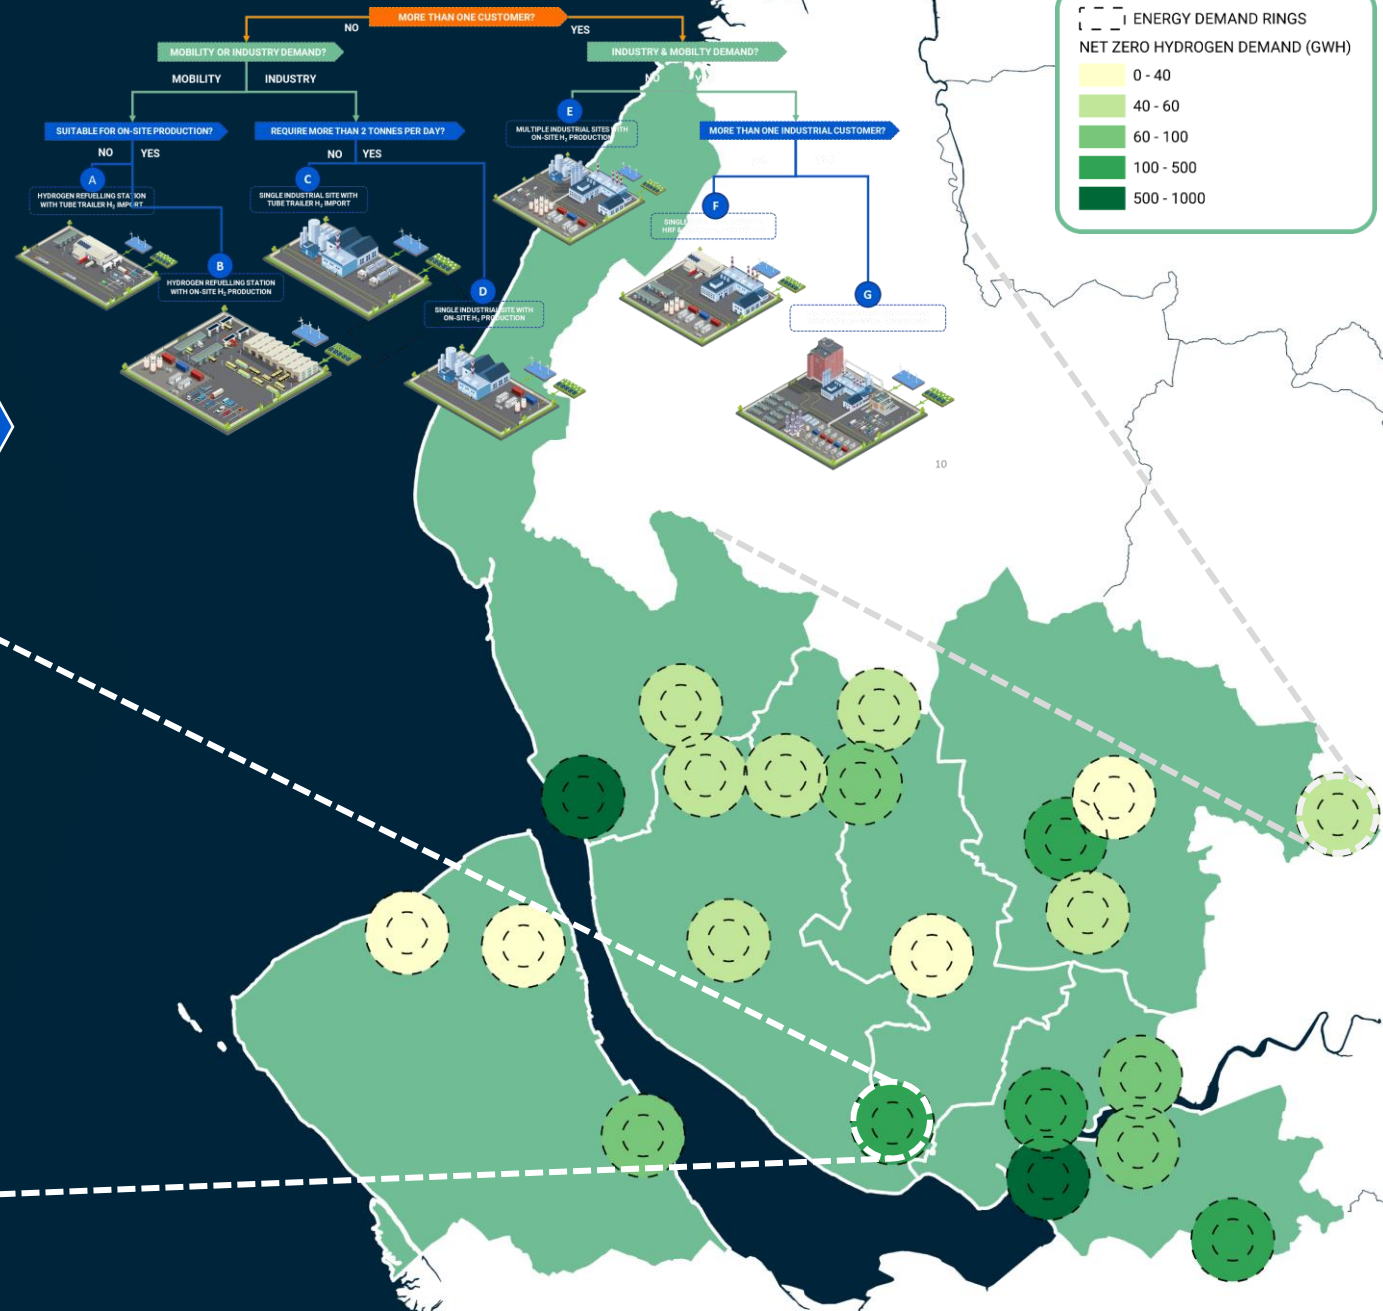 MORE THAN ONE CUSTOMER?
NO
YES
MOBILITY OR INDUSTRY DEMAND?
INDUSTRY & MOBILTY DEMAND?
MOBILITY
INDUSTRY
NO
SUITABLE FOR ON-SITE PRODUCTION?
REQUIRE MORE THAN 2 TONNES PER DAY?
MORE THAN ONE INDUSTRIAL CUSTOMER?
NO
YES
NO
YES
A
HYDROGEN REFUELLING STATION
WITH TUBE TRAILER H₂ IMPORT
B
HYDROGEN REFUELLING STATION
WITH ON-SITE H₂ PRODUCTION
C
SINGLE INDUSTRIAL SITE WITH
TUBE TRAILER H₂ IMPORT
D
SINGLE INDUSTRIAL SITE WITH
ON-SITE H₂ PRODUCTION
E
MULTIPLE INDUSTRIAL SITES WITH
ON-SITE H₂ PRODUCTION
F
SINGLE
HRF &
G
10
ENERGY DEMAND RINGS
NET ZERO HYDROGEN DEMAND (GWH)
0 - 40
40 - 60
60 - 100
100 - 500
500 - 1000